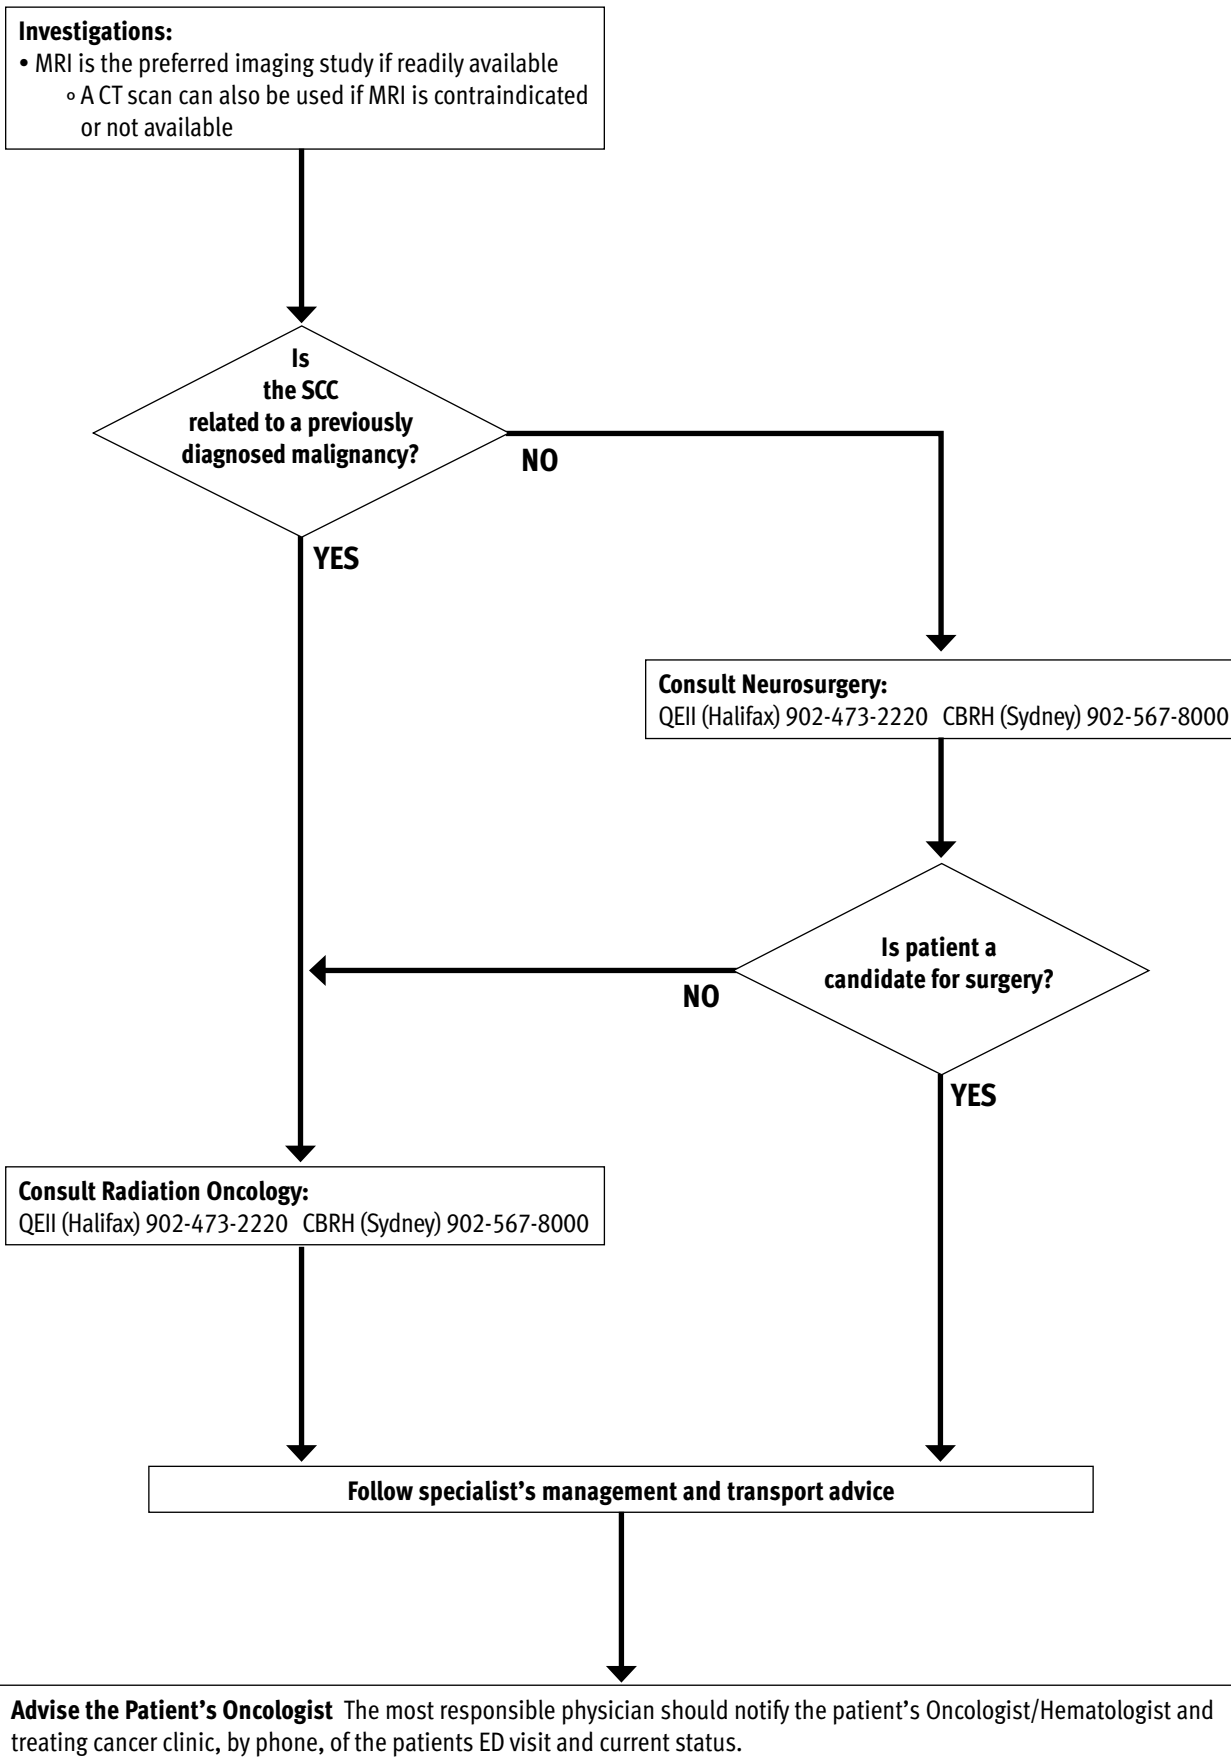 Investigations:
• MRI is the preferred imaging study if readily available
∘ A CT scan can also be used if MRI is contraindicated
or not available
Is
the SCC
related to a previously
diagnosed malignancy?
NO
YES
Consult Neurosurgery:
QEII (Halifax) 902-473-2220 CBRH (Sydney) 902-567-8000
Is patient a
candidate for surgery?
NO
YES
Consult Radiation Oncology:
QEII (Halifax) 902-473-2220 CBRH (Sydney) 902-567-8000
Follow specialist’s management and transport advice
Advise the Patient’s Oncologist The most responsible physician should notify the patient’s Oncologist/Hematologist and
treating cancer clinic, by phone, of the patients ED visit and current status.